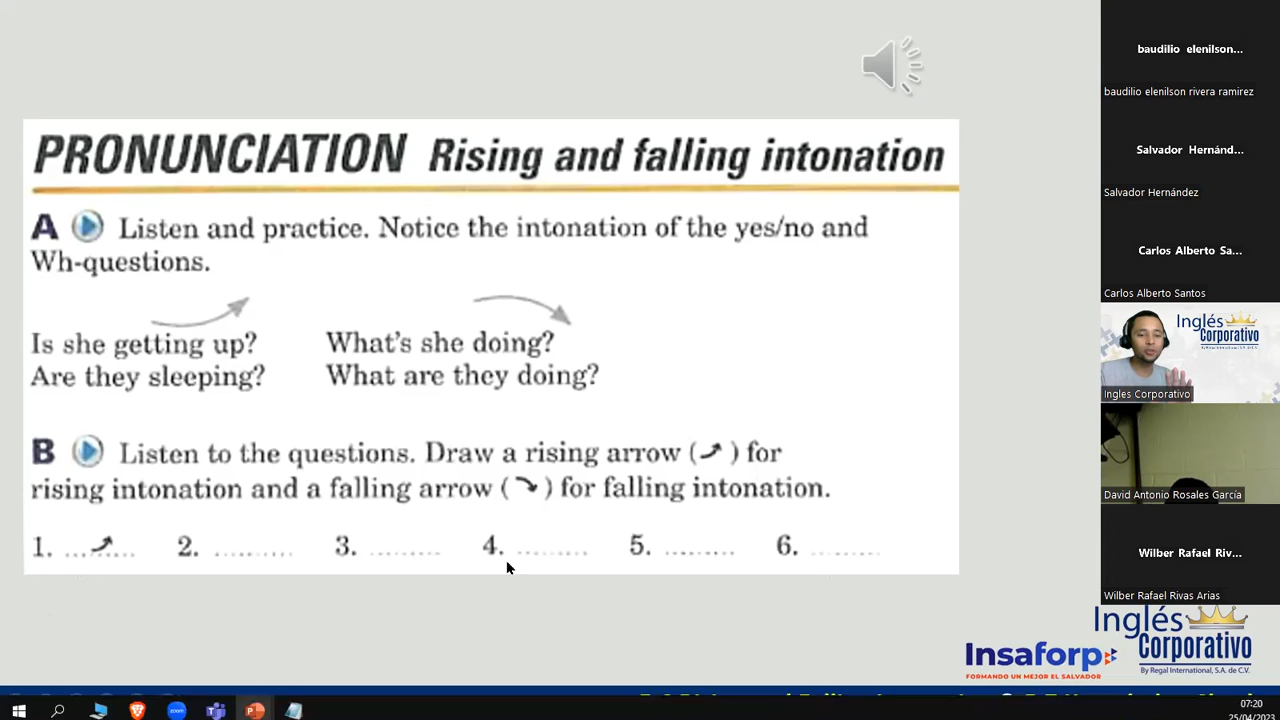 PRONUNCIATION Rising and falling intonation
A Listen and practice. Notice the intonation of the yes/no and
Wh-questions.
Is she getting up? What's she doing?
Are they sleeping? What are they doing?
B Listen to the questions. Draw a rising arrow ( ) for
rising intonation and a falling arrow ( ) for falling intonation.
1. 2. 3. 4. 5. 6.
baudilio elenilson...
baudilio elenilson rivera ramirez
Salvador Hernánd...
Salvador Hernández
Carlos Alberto Sa...
Carlos Alberto Santos
Inglés
Corporativo
Ingles Corporativo
David Antonio Rosales García
Wilber Rafael Riv...
Wilber Rafael Rivas Arias
Inglés
Corporativo
By Regal International, S.A. de C.V.
Insaforp
FORMANDO UN MEJOR EL SALVADOR
07:20
25/04/2023